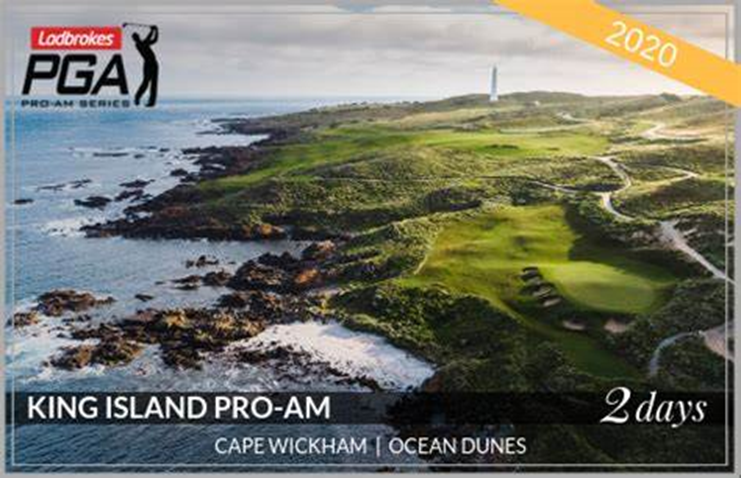 Ladbrokes
PGA
PRO-AM SERIES
2020
KING ISLAND PRO-AM
2 days
CAPE WICKHAM | OCEAN DUNES